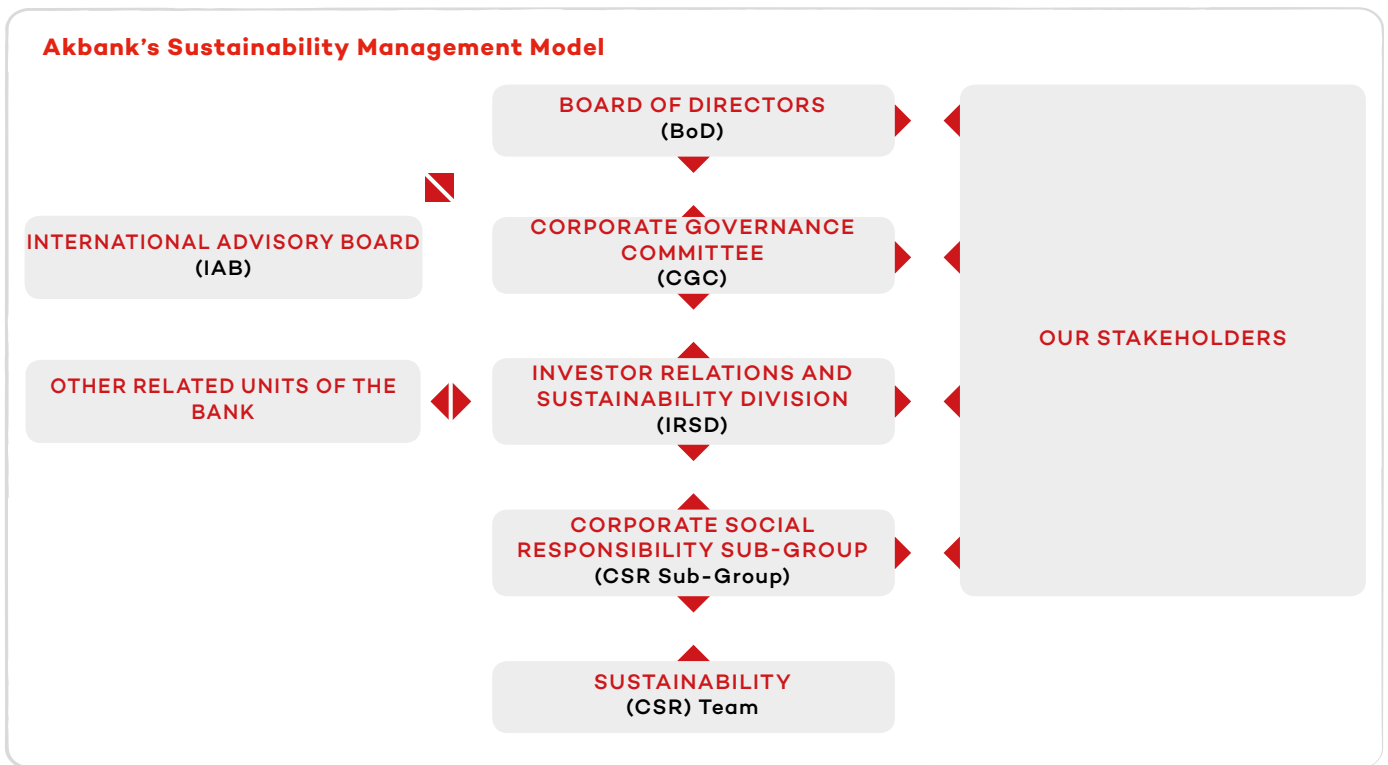 Akbank’s Sustainability Management Model
BOARD OF DIRECTORS
(BoD)
INTERNATIONAL ADVISORY BOARD
(IAB)
CORPORATE GOVERNANCE
COMMITTEE
(CGC)
OUR STAKEHOLDERS
OTHER RELATED UNITS OF THE
BANK
INVESTOR RELATIONS AND
SUSTAINABILITY DIVISION
(IRSD)
CORPORATE SOCIAL
RESPONSIBILITY SUB-GROUP
(CSR Sub-Group)
SUSTAINABILITY
(CSR) Team